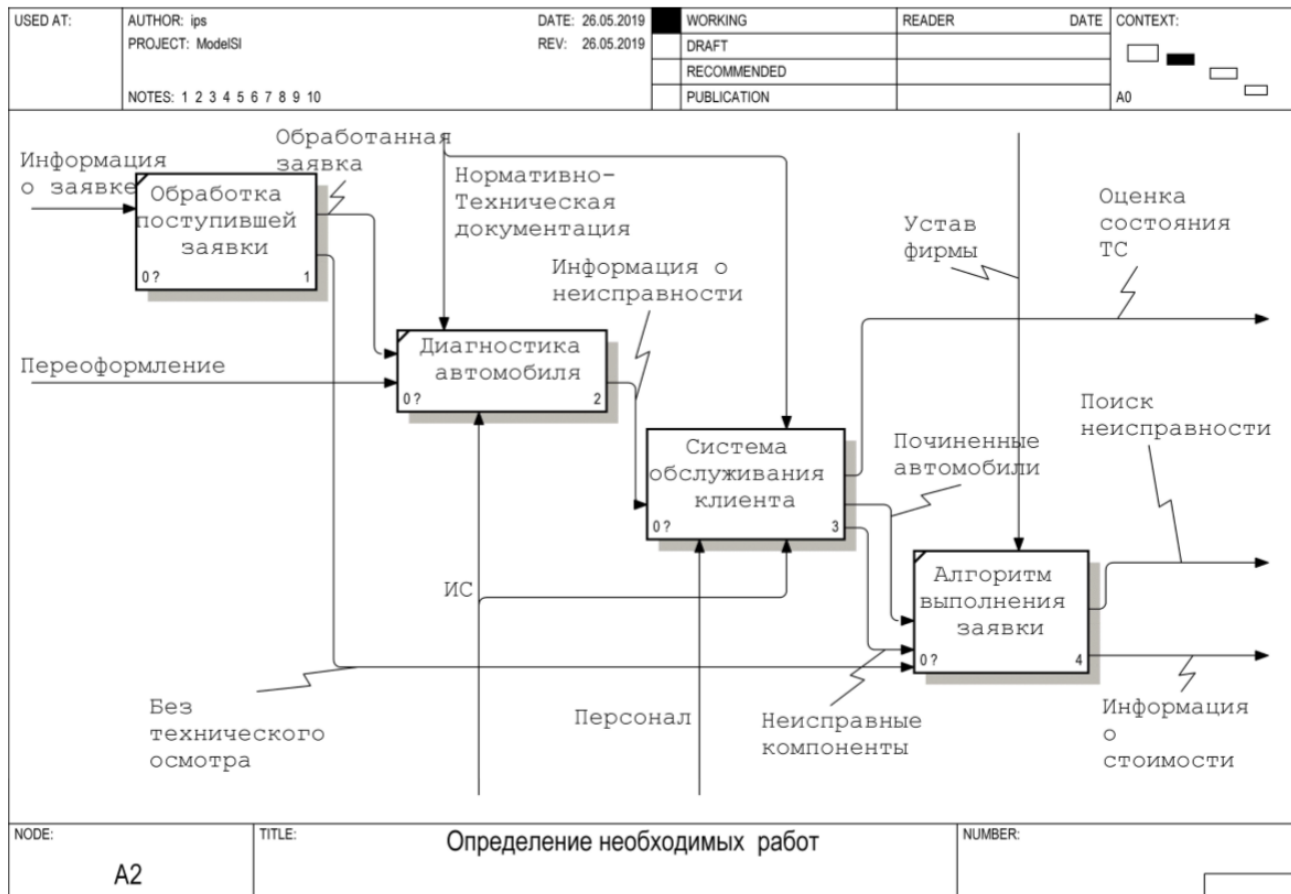 USED AT:
AUTHOR: ips
DATE: 26.05.2019
PROJECT: ModelSI
REV: 26.05.2019
NOTES: 1 2 3 4 5 6 7 8 9 10
WORKING
DRAFT
RECOMMENDED
PUBLICATION
READER
DATE
CONTEXT:
A0
Информация
о заявке
Обработанная
заявка
Обработка
поступившей
заявки
0 ?
1
Нормативно-
Техническая
документация
Устав
фирмы
Оценка
состояния
ТС
Информация о
неисправности
Переоформление
Диагностика
автомобиля
0 ?
2
Поиск
неисправности
Система
обслуживания
клиента
0 ?
3
Починенные
автомобили
ИС
Алгоритм
выполнения
заявки
0 ?
4
Без
технического
осмотра
Персонал
Неисправные
компоненты
Информация
о
стоимости
NODE:
A2
TITLE:
Определение необходимых работ
NUMBER: